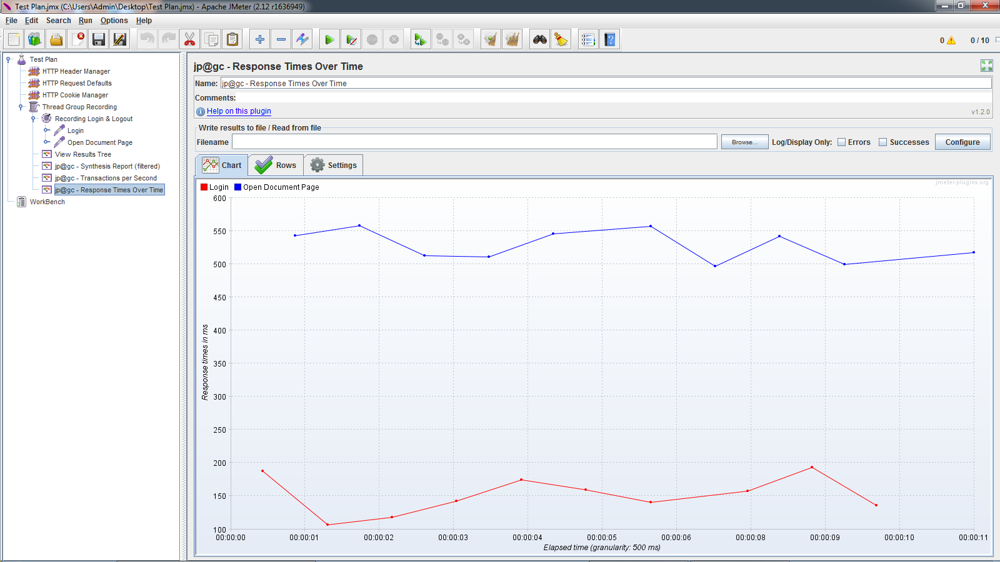 Test Plan.jmx (C:\Users\Admin\Desktop\Test Plan.jmx) - Apache JMeter (2.12 r1636949)
File Edit Search Run Options Help
0 0 / 10
Test Plan
HTTP Header Manager
HTTP Request Defaults
HTTP Cookie Manager
Thread Group Recording
Recording Login & Logout
Login
Open Document Page
View Results Tree
jp@gc - Synthesis Report (filtered)
jp@gc - Transactions per Second
jp@gc - Response Times Over Time
WorkBench
jp@gc - Response Times Over Time
Name: jp@gc - Response Times Over Time
Comments:
Help on this plugin
v1.2.0
Write results to file / Read from file
Filename Browse... Log/Display Only: Errors Successes Configure
Chart Rows Settings
Login Open Document Page
jmeter-plugins.org
600
550
500
450
400
350
300
250
200
150
100
Response times in ms
00:00:00 00:00:01 00:00:02 00:00:03 00:00:04 00:00:05 00:00:06 00:00:08 00:00:09 00:00:10 00:00:11
Elapsed time (granularity: 500 ms)